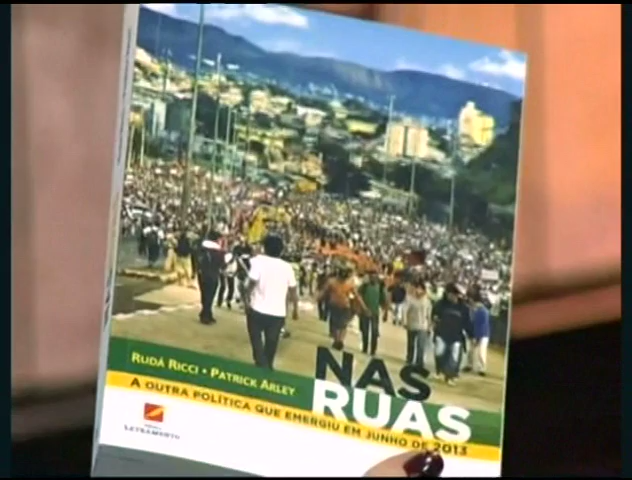 RUDÁ RICCI • PATRICK ARLEY
NAS
RUAS
A OUTRA POLÍTICA QUE EMERGIU EM JUNHO DE 2013
LETRAMENTO